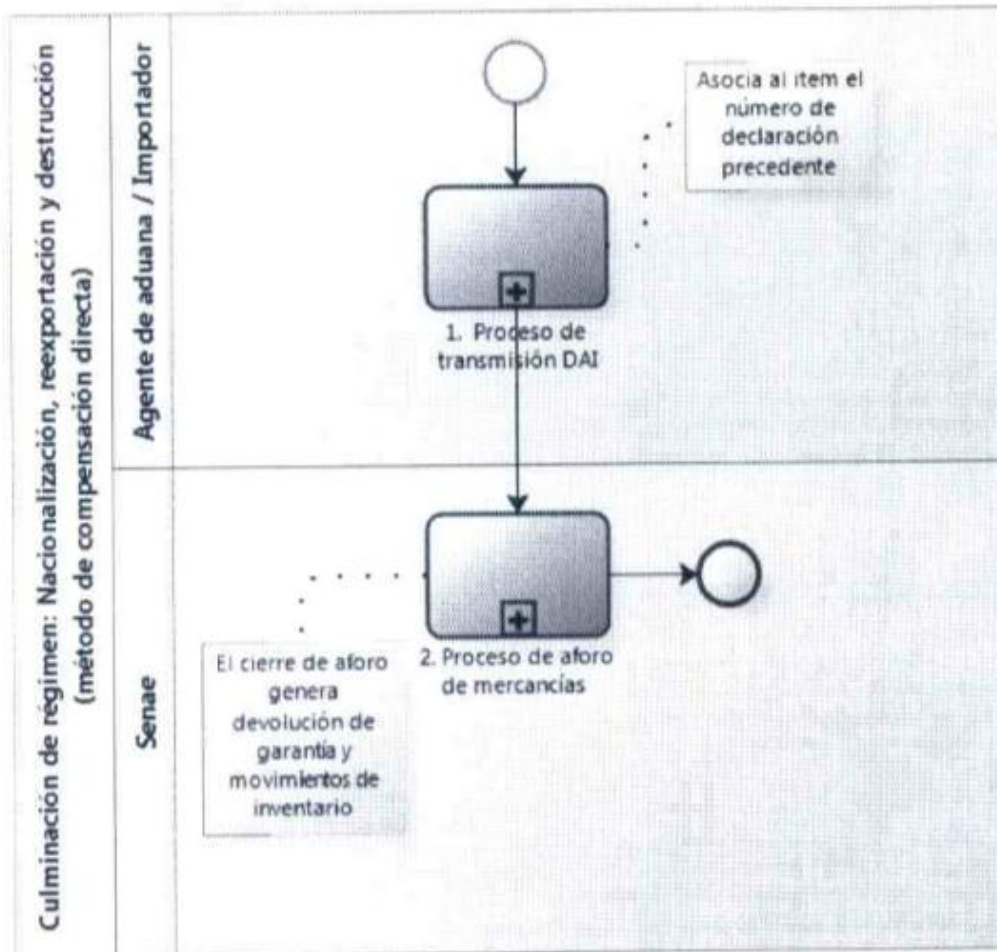 Culminación de régimen: Nacionalización, reexportación y destrucción
(método de compensación directa)
Agente de aduana / Importador
Asocia al item el
número de
declaración
precedente
1. Proceso de
transmisión DAI
Senae
El cierre de aforo
genera
devolución de
garantía y
movimientos de
inventario
2. Proceso de aforo
de mercancías